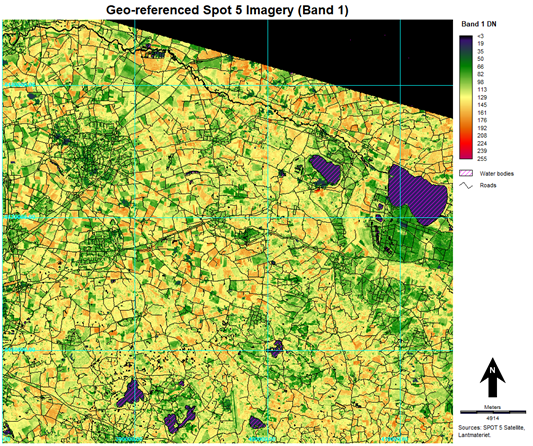 Geo-referenced Spot 5 Imagery (Band 1)
Band 1 DN
<3
19
35
50
66
82
98
113
129
145
161
176
192
208
224
239
255
Water bodies
Roads
N
Meters
4914
Sources: SPOT 5 Satellite,
Lantmateriet.